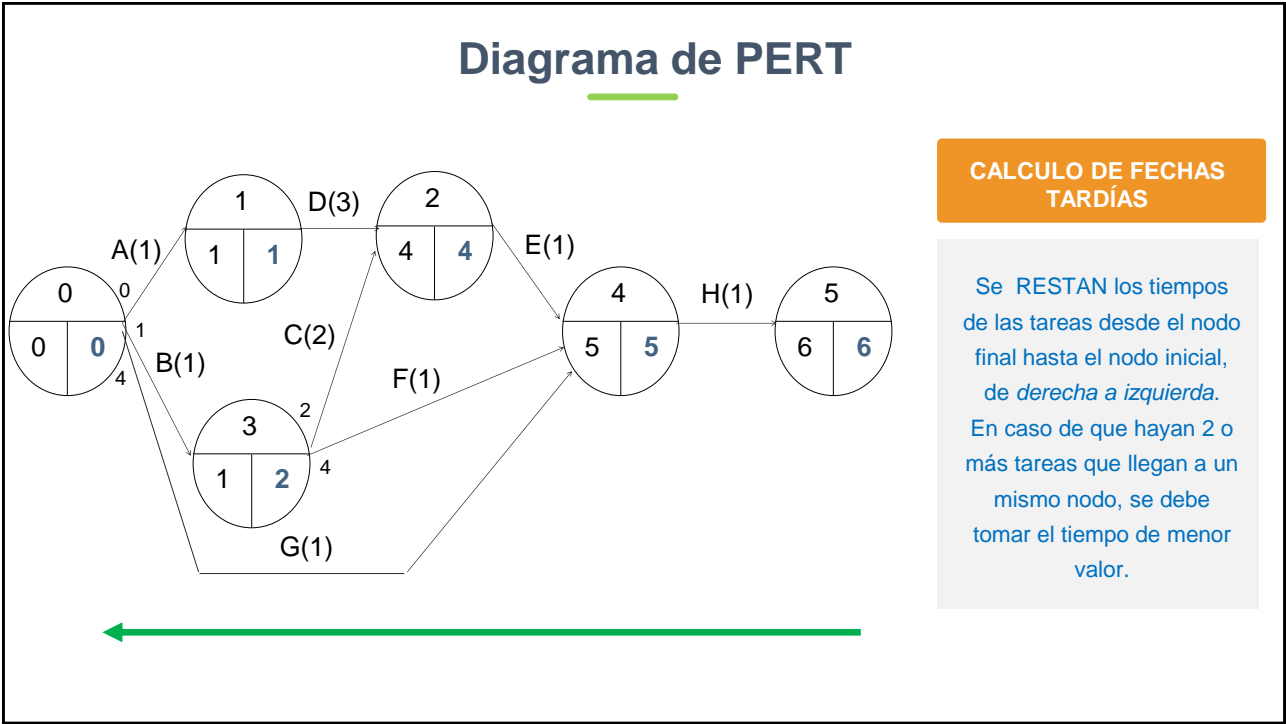 Diagrama de PERT
CALCULO DE FECHAS
TARDÍAS
Se RESTAN los tiempos
de las tareas desde el nodo
final hasta el nodo inicial,
de derecha a izquierda.
En caso de que hayan 2 o
más tareas que llegan a un
mismo nodo, se debe
tomar el tiempo de menor
valor.
0
0 0
0
1
4
A(1)
B(1)
1
1 1
D(3)
2
4 4
C(2)
E(1)
3
1 2
2
4
F(1)
G(1)
4
5 5
H(1)
5
6 6